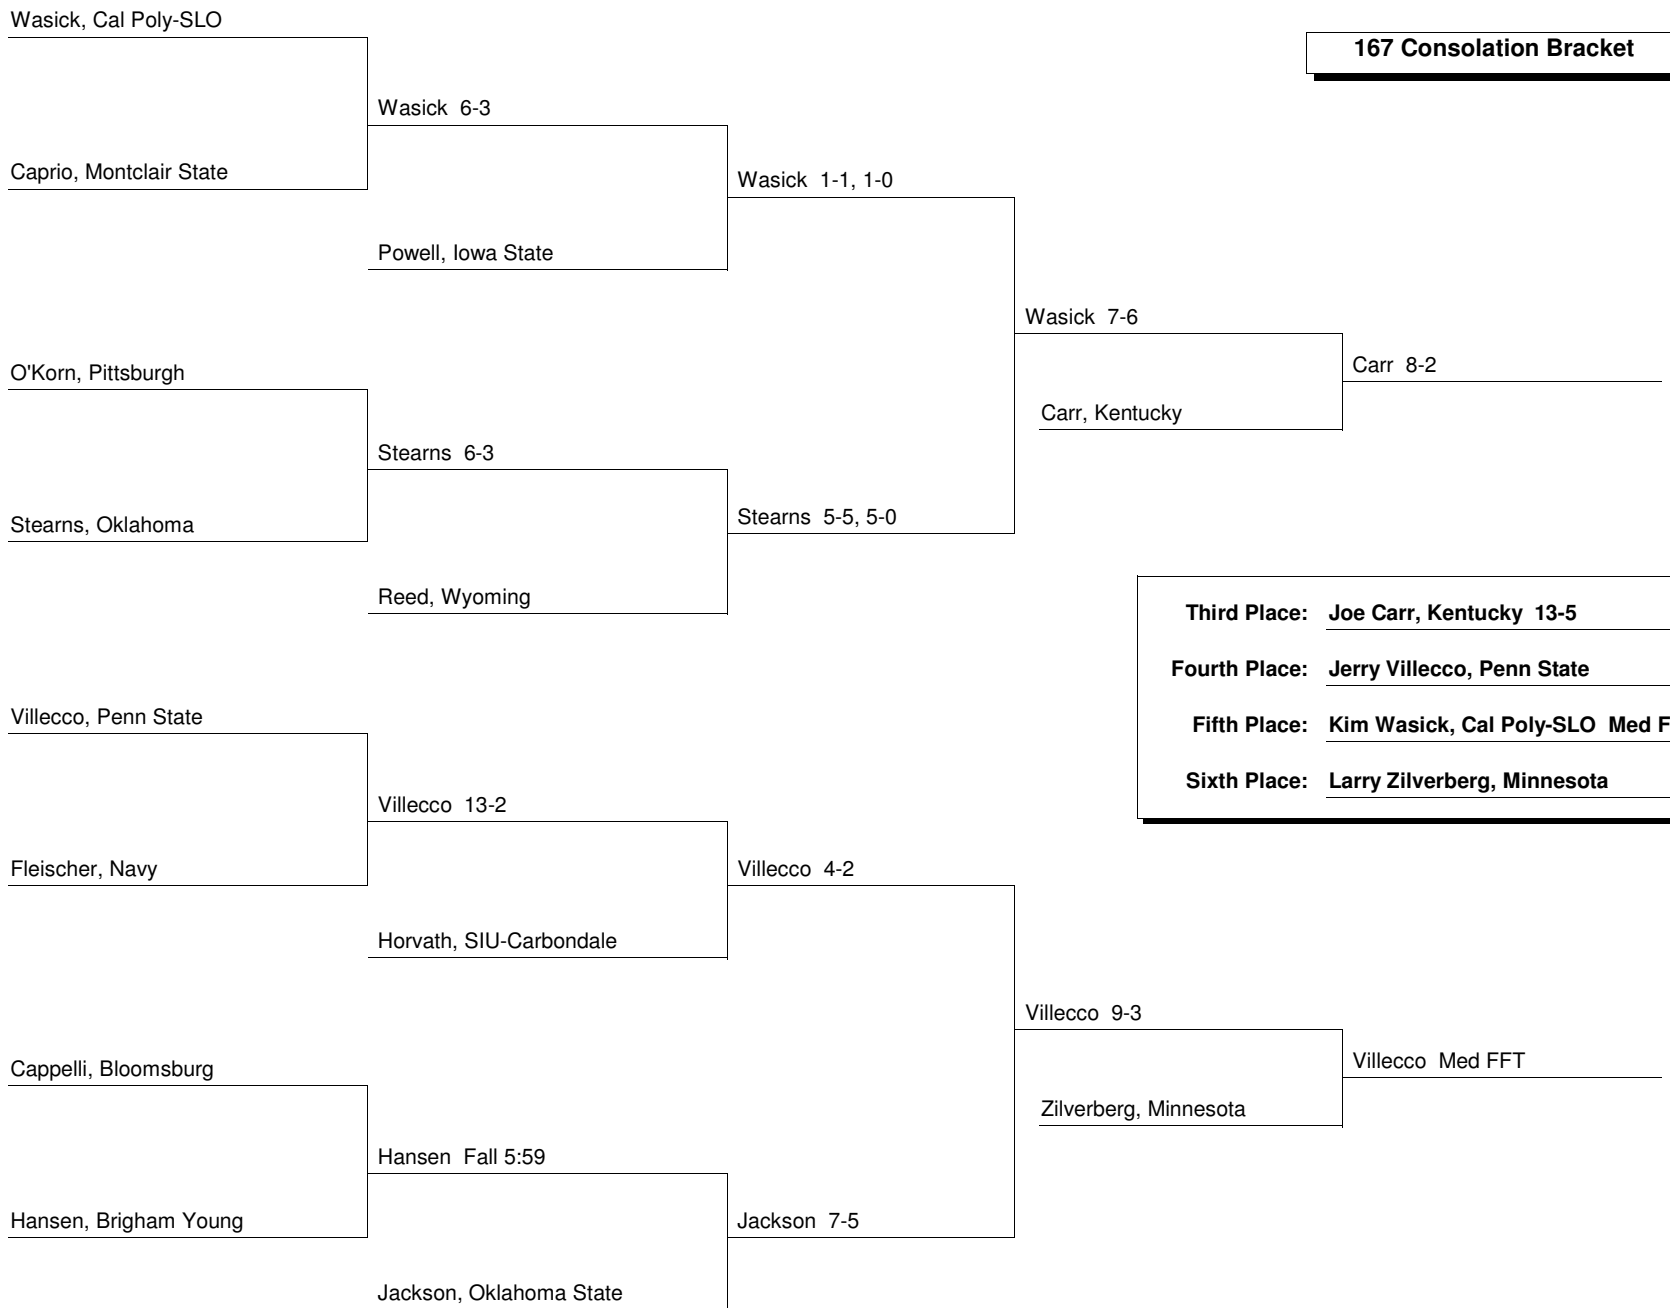 Wasick, Cal Poly-SLO
167 Consolation Bracket
Wasick 6-3
Caprio, Montclair State
Wasick 1-1, 1-0
Powell, Iowa State
Wasick 7-6
O'Korn, Pittsburgh
Carr 8-2
Carr, Kentucky
Stearns 6-3
Stearns, Oklahoma
Stearns 5-5, 5-0
Reed, Wyoming
Third Place: Joe Carr, Kentucky 13-5
Fourth Place: Jerry Villecco, Penn State
Villecco, Penn State
Fifth Place: Kim Wasick, Cal Poly-SLO Med F
Sixth Place: Larry Zilverberg, Minnesota
Villecco 13-2
Fleischer, Navy
Villecco 4-2
Horvath, SIU-Carbondale
Villecco 9-3
Cappelli, Bloomsburg
Villecco Med FFT
Zilverberg, Minnesota
Hansen Fall 5:59
Hansen, Brigham Young
Jackson 7-5
Jackson, Oklahoma State